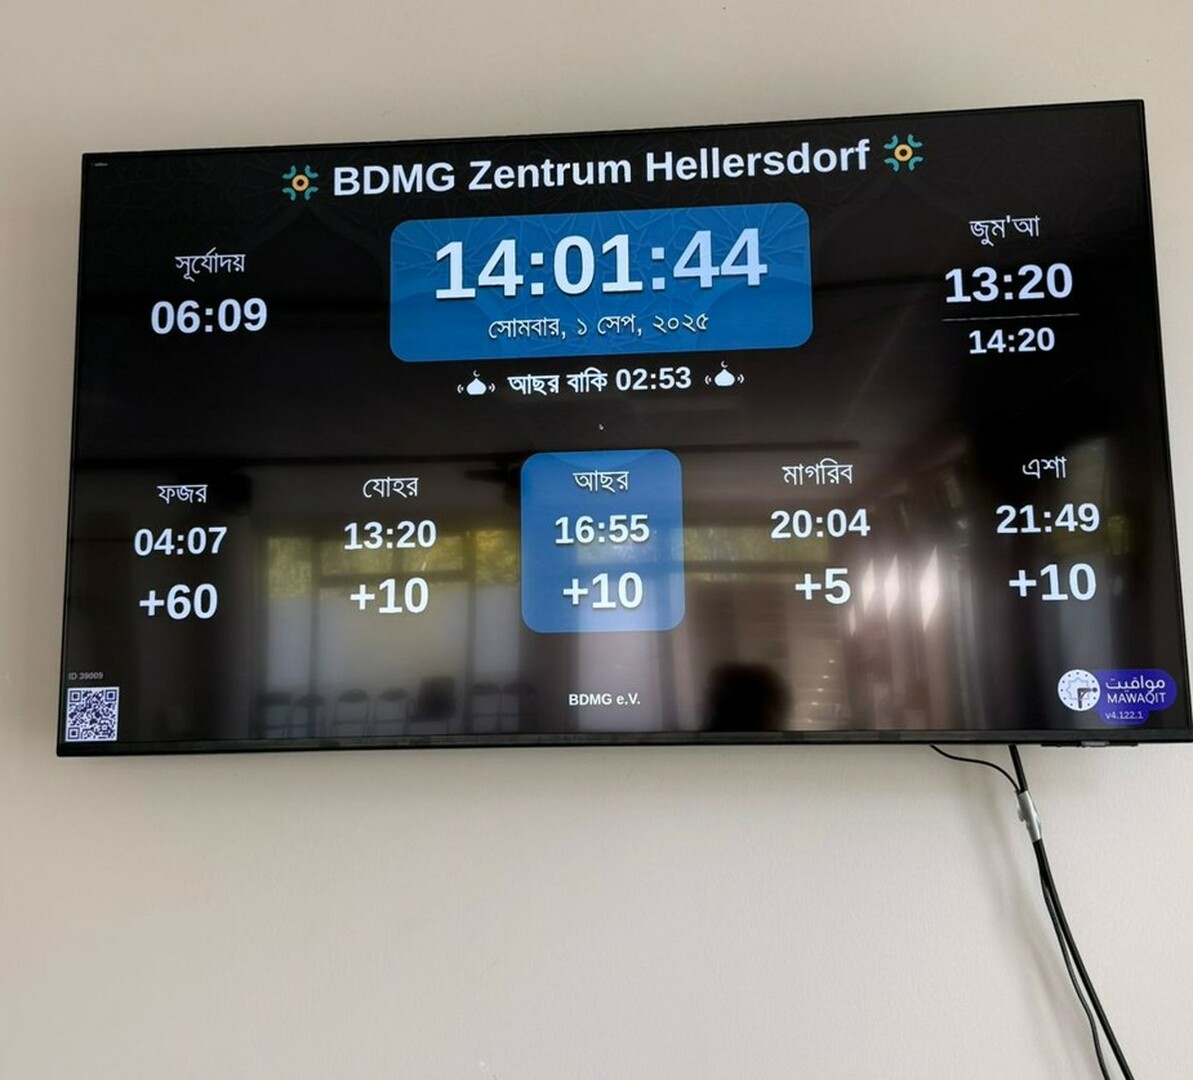 BDMG Zentrum Hellersdorf
সূর্যোদয়
06:09
14:01:44
সোমবার, ১ সেপ, ২০২৫
জুম'আ
13:20
14:20
আছর বাকি 02:53
ফজর
04:07
+60
যোহর
13:20
+10
আছর
16:55
+10
মাগরিব
20:04
+5
এশা
21:49
+10
ID 39009
BDMG e.V.
مواقيت
MAWAQIT
v4.122.1